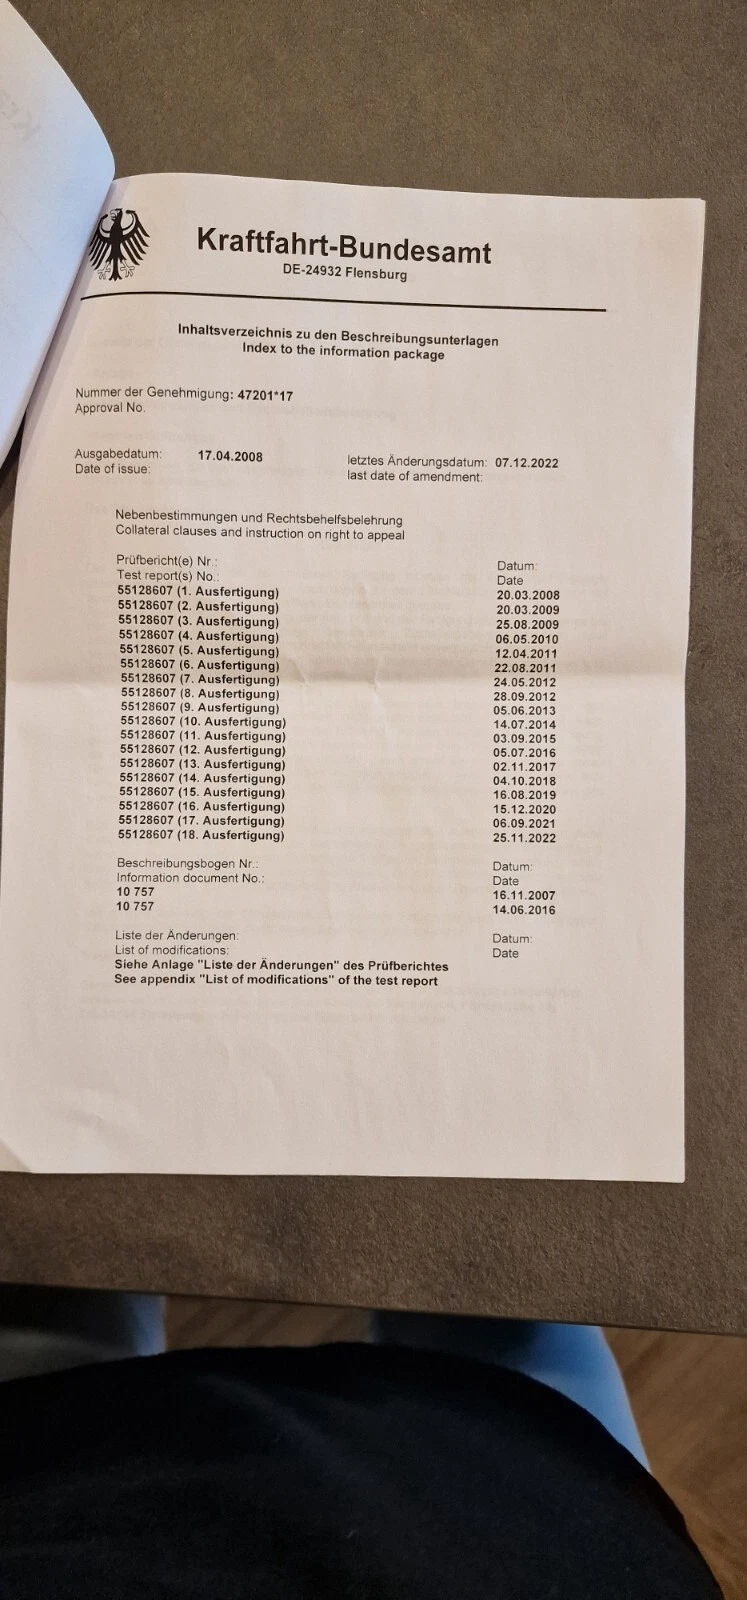 Kraftfahrt-Bundesamt
DE-24932 Flensburg
Inhaltsverzeichnis zu den Beschreibungsunterlagen
Index to the information package
Nummer der Genehmigung: 47201*17
Approval No.
Ausgabedatum: 17.04.2008 letztes Änderungsdatum: 07.12.2022
Date of issue: last date of amendment:
Nebenbestimmungen und Rechtsbehelfsbelehrung
Collateral clauses and instruction on right to appeal
Prüfbericht(e) Nr.: Datum:
Test report(s) No.: Date
55128607 (1. Ausfertigung) 20.03.2008
55128607 (2. Ausfertigung) 20.03.2009
55128607 (3. Ausfertigung) 25.08.2009
55128607 (4. Ausfertigung) 06.05.2010
55128607 (5. Ausfertigung) 12.04.2011
55128607 (6. Ausfertigung) 22.08.2011
55128607 (7. Ausfertigung) 24.05.2012
55128607 (8. Ausfertigung) 28.09.2012
55128607 (9. Ausfertigung) 05.06.2013
55128607 (10. Ausfertigung) 14.07.2014
55128607 (11. Ausfertigung) 03.09.2015
55128607 (12. Ausfertigung) 05.07.2016
55128607 (13. Ausfertigung) 02.11.2017
55128607 (14. Ausfertigung) 04.10.2018
55128607 (15. Ausfertigung) 16.08.2019
55128607 (16. Ausfertigung) 15.12.2020
55128607 (17. Ausfertigung) 06.09.2021
55128607 (18. Ausfertigung) 25.11.2022
Beschreibungsbogen Nr.: Datum:
Information document No.: Date
10 757 16.11.2007
10 757 14.06.2016
Liste der Änderungen: Datum:
List of modifications: Date
Siehe Anlage "Liste der Änderungen" des Prüfberichtes
See appendix "List of modifications" of the test report